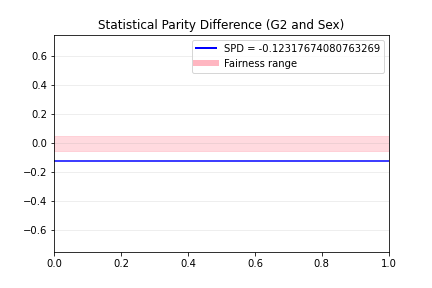 Statistical Parity Difference (G2 and Sex)
SPD = -0.12317674080763269
Fairness range
0.6
0.4
0.2
0.0
−0.2
−0.4
−0.6
0.0 0.2 0.4 0.6 0.8 1.0